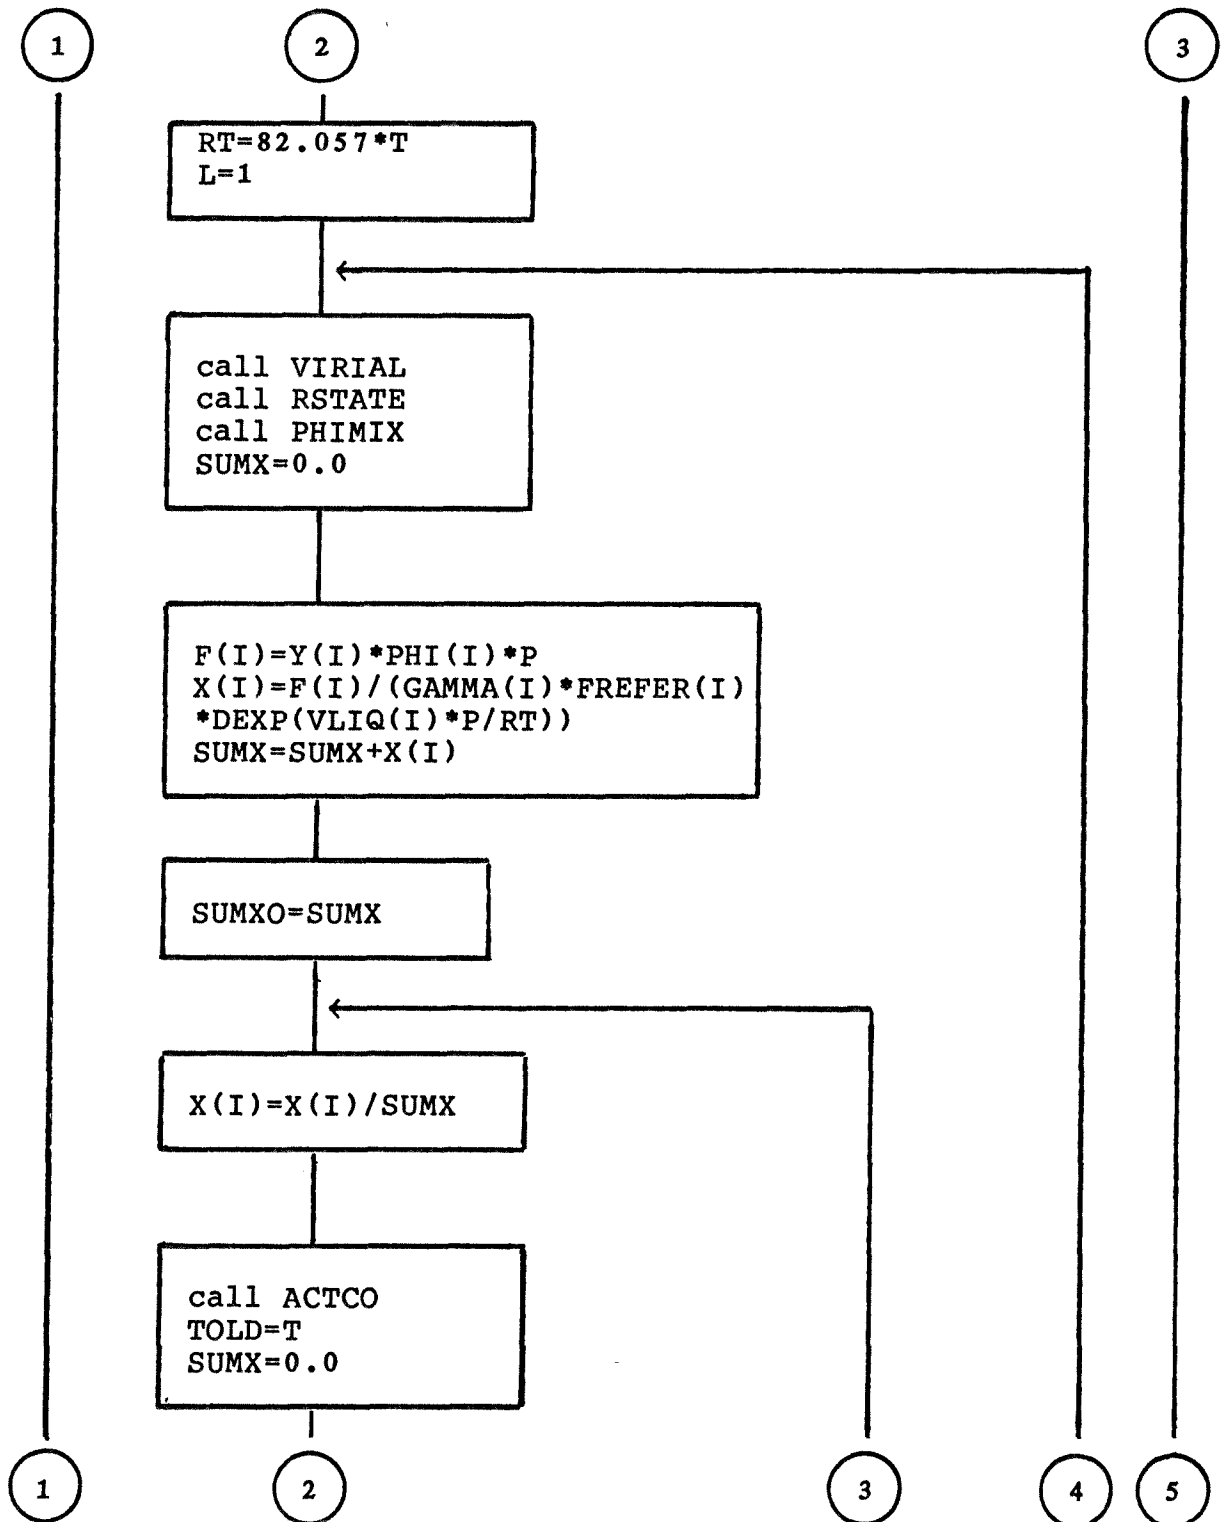 1 2 3
RT=82.057*T
L=1
call VIRIAL
call RSTATE
call PHIMIX
SUMX=0.0
F(I)=Y(I)*PHI(I)*P
X(I)=F(I)/(GAMMA(I)*FREFER(I)
*DEXP(VLIQ(I)*P/RT))
SUMX=SUMX+X(I)
SUMXO=SUMX
X(I)=X(I)/SUMX
call ACTCO
TOLD=T
SUMX=0.0
1 2 3 4 5